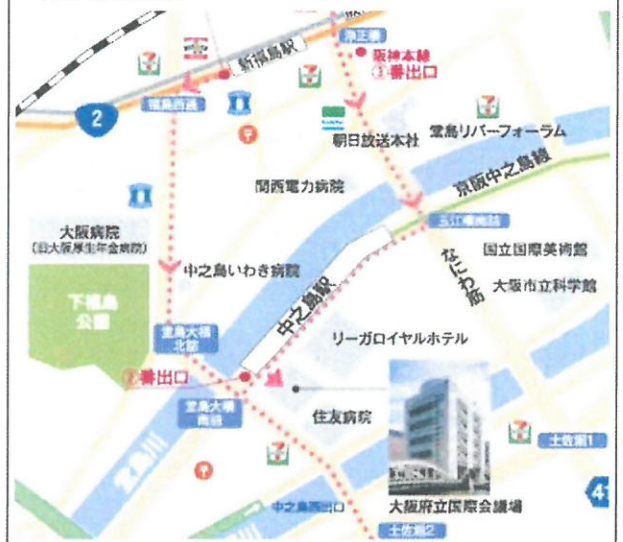 浄正橋
新福島駅
阪神本線
③番出口
福島西通
2
朝日放送本社
堂島リバーフォーラム
関西電力病院
京阪中之島線
大阪病院
(旧大阪厚生年金病院)
玉江橋南詰
なにわ筋
国立国際美術館
大阪市立科学館
中之島いわき病院
下福島
公園
中之島駅
堂島大橋
北詰
リーガロイヤルホテル
②番出口
堂島大橋
南詰
住友病院
堂島川
土佐堀1
中之島西出口
大阪府立国際会議場
土佐堀2